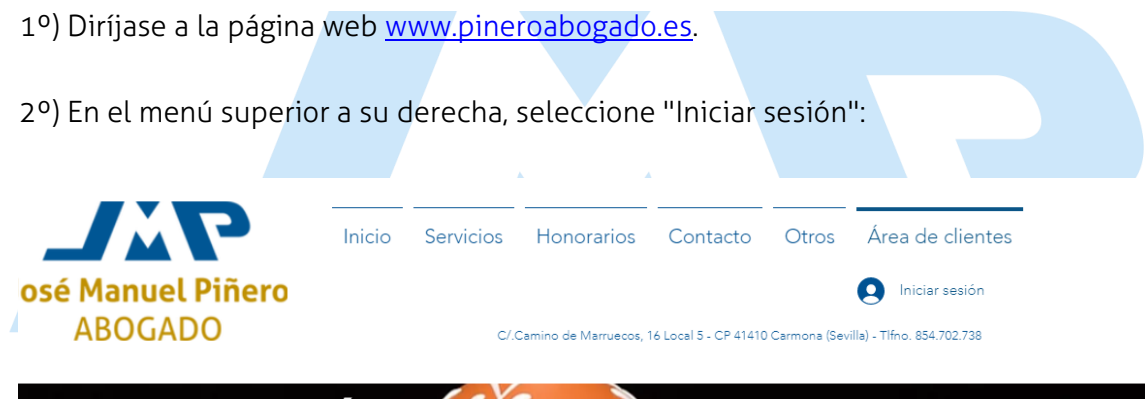 1º) Diríjase a la página web www.pineroabogado.es.
2º) En el menú superior a su derecha, seleccione "Iniciar sesión":
JMP
Inicio Servicios Honorarios Contacto Otros Área de clientes
osé Manuel Piñero
ABOGADO
Iniciar sesión
C/.Camino de Marruecos, 16 Local 5 - CP 41410 Carmona (Sevilla) - Tlfno. 854.702.738